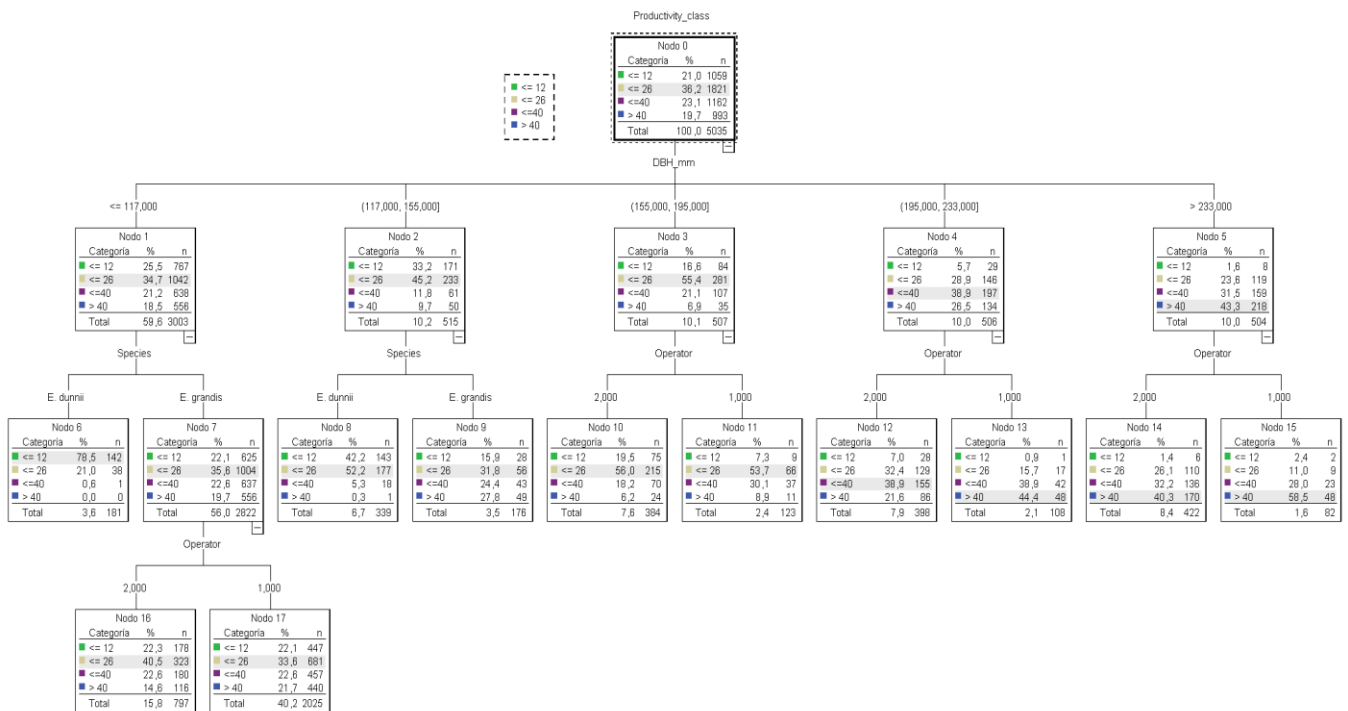 Productivity_class
Nodo 0
Categoría % n
<= 12 21,0 1059
<= 26 36,2 1821
<=40 23,1 1162
> 40 19,7 993
Total 100,0 5035
<= 12
<= 26
<=40
> 40
DBH_mm
<= 117,000
(117,000, 155,000]
(155,000, 195,000]
(195,000, 233,000]
> 233,000
Nodo 1
Categoría % n
<= 12 25,5 767
<= 26 34,7 1042
<=40 21,2 638
> 40 18,5 556
Total 59,6 3003
Nodo 2
Categoría % n
<= 12 33,2 171
<= 26 45,2 233
<=40 11,8 61
> 40 9,7 50
Total 10,2 515
Nodo 3
Categoría % n
<= 12 16,6 84
<= 26 55,4 281
<=40 21,1 107
> 40 6,9 35
Total 10,1 507
Nodo 4
Categoría % n
<= 12 5,7 29
<= 26 28,9 146
<=40 38,9 197
> 40 26,5 134
Total 10,0 506
Nodo 5
Categoría % n
<= 12 1,6 8
<= 26 23,6 119
<=40 31,5 159
> 40 43,3 218
Total 10,0 504
Species
Species
Operator
Operator
Operator
E. dunnii
E. grandis
E. dunnii
E. grandis
2,000
1,000
2,000
1,000
2,000
1,000
Nodo 6
Categoría % n
<= 12 78,5 142
<= 26 21,0 38
<=40 0,6 1
> 40 0,0 0
Total 3,6 181
Nodo 7
Categoría % n
<= 12 22,1 625
<= 26 35,6 1004
<=40 22,6 637
> 40 19,7 556
Total 56,0 2822
Nodo 8
Categoría % n
<= 12 42,2 143
<= 26 52,2 177
<=40 5,3 18
> 40 0,3 1
Total 6,7 339
Nodo 9
Categoría % n
<= 12 15,9 28
<= 26 31,8 56
<=40 24,4 43
> 40 27,8 49
Total 3,5 176
Nodo 10
Categoría % n
<= 12 19,5 75
<= 26 56,0 215
<=40 18,2 70
> 40 6,2 24
Total 7,6 384
Nodo 11
Categoría % n
<= 12 7,3 9
<= 26 53,7 66
<=40 30,1 37
> 40 8,9 11
Total 2,4 123
Nodo 12
Categoría % n
<= 12 7,0 28
<= 26 32,4 129
<=40 38,9 155
> 40 21,6 86
Total 7,9 398
Nodo 13
Categoría % n
<= 12 0,9 1
<= 26 15,7 17
<=40 38,9 42
> 40 44,4 48
Total 2,1 108
Nodo 14
Categoría % n
<= 12 1,4 6
<= 26 26,1 110
<=40 32,2 136
> 40 40,3 170
Total 8,4 422
Nodo 15
Categoría % n
<= 12 2,4 2
<= 26 11,0 9
<=40 28,0 23
> 40 58,5 48
Total 1,6 82
Operator
2,000
1,000
Nodo 16
Categoría % n
<= 12 22,3 178
<= 26 40,5 323
<=40 22,6 180
> 40 14,6 116
Total 15,8 797
Nodo 17
Categoría % n
<= 12 22,1 447
<= 26 33,6 681
<=40 22,6 457
> 40 21,7 440
Total 40,2 2025